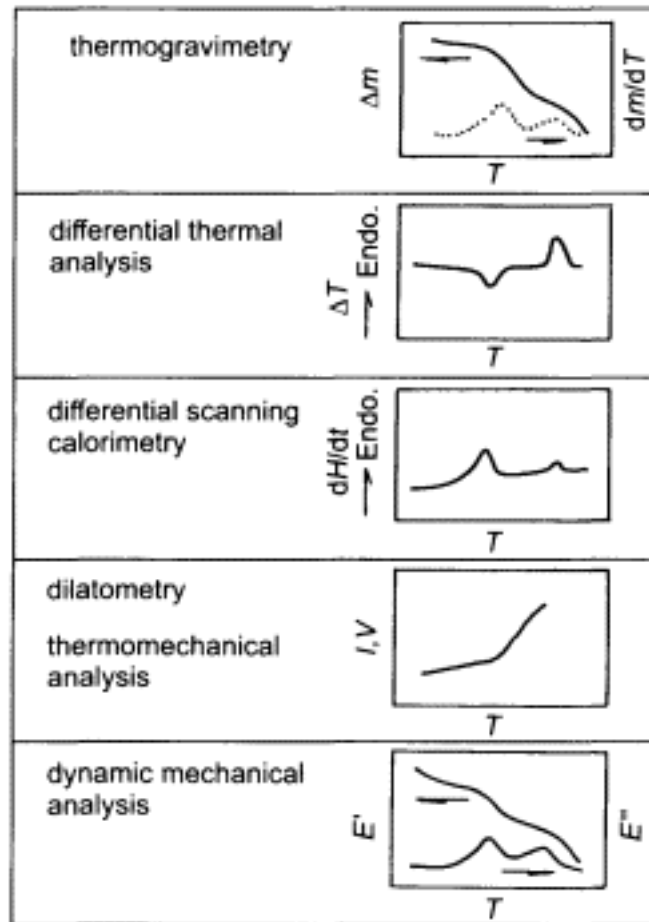 thermogravimetry
Δm
dm/dT
T
differential thermal
analysis
ΔT
Endo.
T
differential scanning
calorimetry
dH/dt
Endo.
T
dilatometry
thermomechanical
analysis
l,V
T
dynamic mechanical
analysis
E'
E"
T